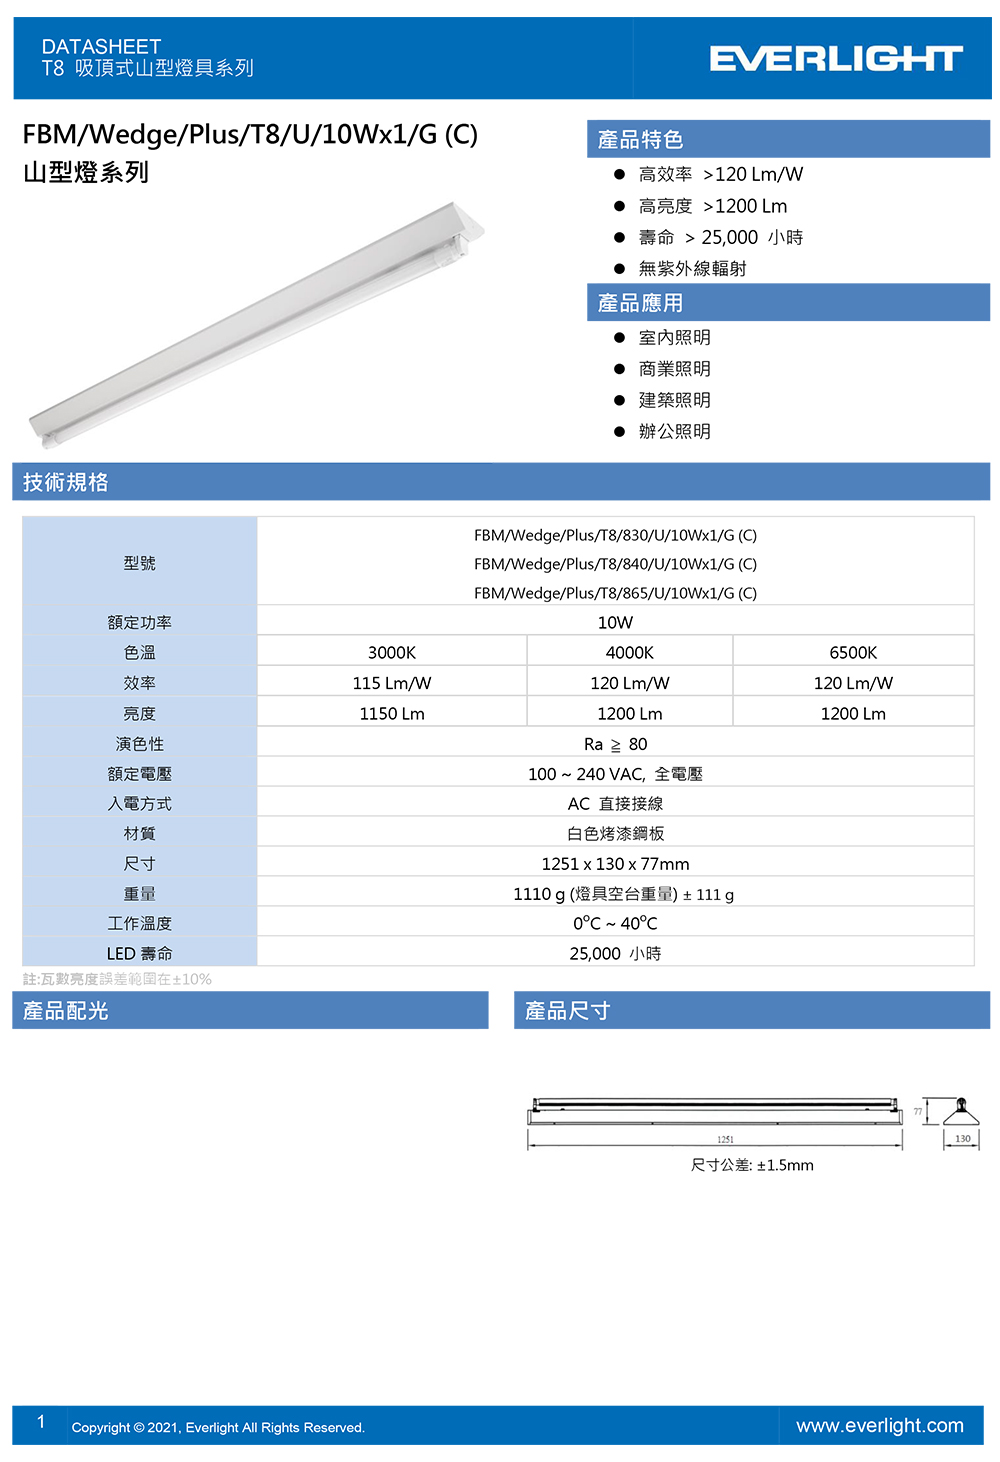 DATASHEET
T8 吸頂式山型燈具系列
EVERLIGHT
FBM/Wedge/Plus/T8/U/10Wx1/G (C)
山型燈系列
產品特色
● 高效率 >120 Lm/W
● 高亮度 >1200 Lm
● 壽命 > 25,000 小時
● 無紫外線輻射
產品應用
● 室內照明
● 商業照明
● 建築照明
● 辦公照明
技術規格
型號
FBM/Wedge/Plus/T8/830/U/10Wx1/G (C)
FBM/Wedge/Plus/T8/840/U/10Wx1/G (C)
FBM/Wedge/Plus/T8/865/U/10Wx1/G (C)
額定功率 10W
色溫 3000K 4000K 6500K
效率 115 Lm/W 120 Lm/W 120 Lm/W
亮度 1150 Lm 1200 Lm 1200 Lm
演色性 Ra ≧ 80
額定電壓 100 ~ 240 VAC, 全電壓
入電方式 AC 直接接線
材質 白色烤漆鋼板
尺寸 1251 x 130 x 77mm
重量 1110 g (燈具空台重量) ± 111 g
工作溫度 0ºC ~ 40ºC
LED 壽命 25,000 小時
註:瓦數亮度誤差範圍在±10%
產品配光
產品尺寸
77
1251
130
尺寸公差: ±1.5mm
1
Copyright © 2021, Everlight All Rights Reserved.
www.everlight.com